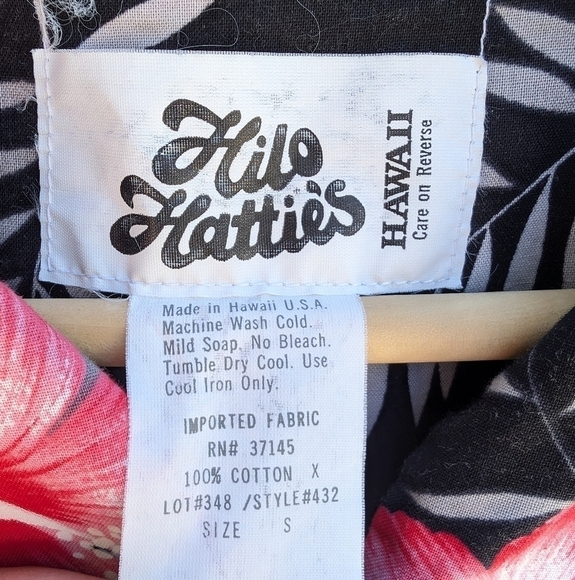 Hilo
Hattie's
HAWAII
Care on Reverse
Made in Hawaii U.S.A.
Machine Wash Cold.
Mild Soap. No Bleach.
Tumble Dry Cool. Use
Cool Iron Only.
IMPORTED FABRIC
RN# 37145
100% COTTON X
LOT#348 /STYLE#432
SIZE S